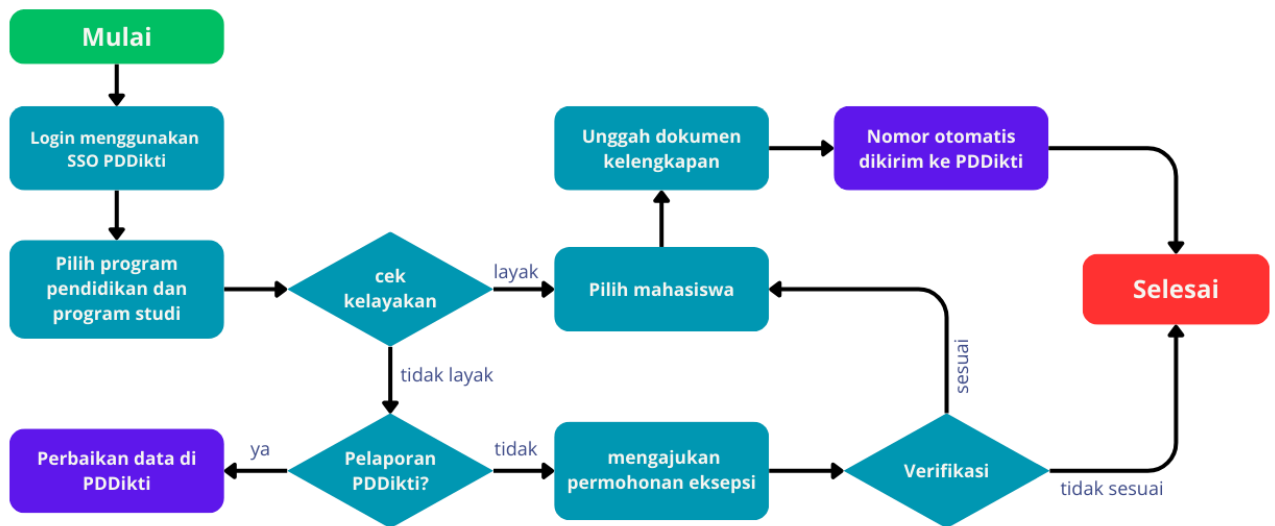 Mulai
Login menggunakan
SSO PDDikti
Pilih program
pendidikan dan
program studi
cek
kelayakan
layak
Pilih mahasiswa
Unggah dokumen
kelengkapan
Nomor otomatis
dikirim ke PDDikti
Selesai
tidak layak
Pelaporan
PDDikti?
ya
Perbaikan data di
PDDikti
tidak
mengajukan
permohonan eksepsi
Verifikasi
sesuai
tidak sesuai